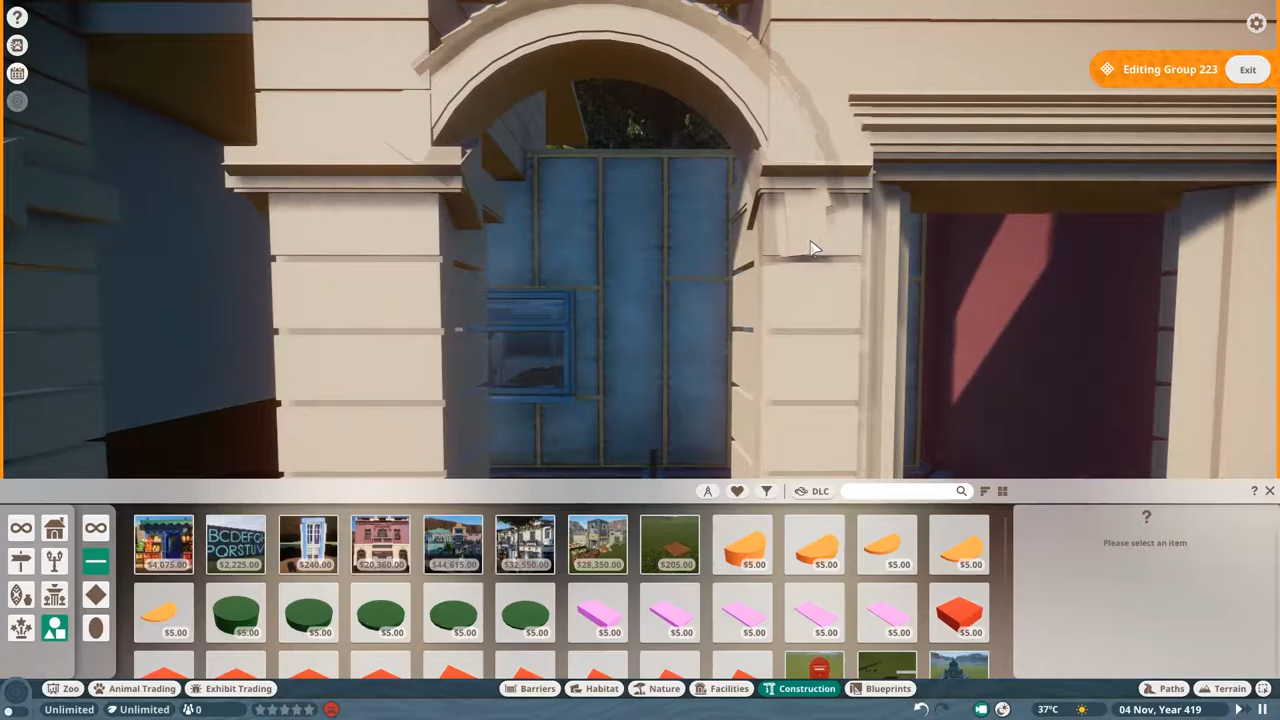 ?
Editing Group 223 Exit
DLC
? ×
$4,075.00 $2,225.00 $240.00 $20,360.00 $44,615.00 $32,550.00 $28,350.00 $205.00 $5.00 $5.00 $5.00 $5.00
ABCDEFG
OPQRSTU
?
Please select an item
$5.00 $5.00 $5.00 $5.00 $5.00 $5.00 $5.00 $5.00 $5.00 $5.00 $5.00 $5.00
Zoo Animal Trading Exhibit Trading Barriers Habitat Nature Facilities Construction Blueprints Paths Terrain
Unlimited Unlimited 0 37°C 04 Nov, Year 419